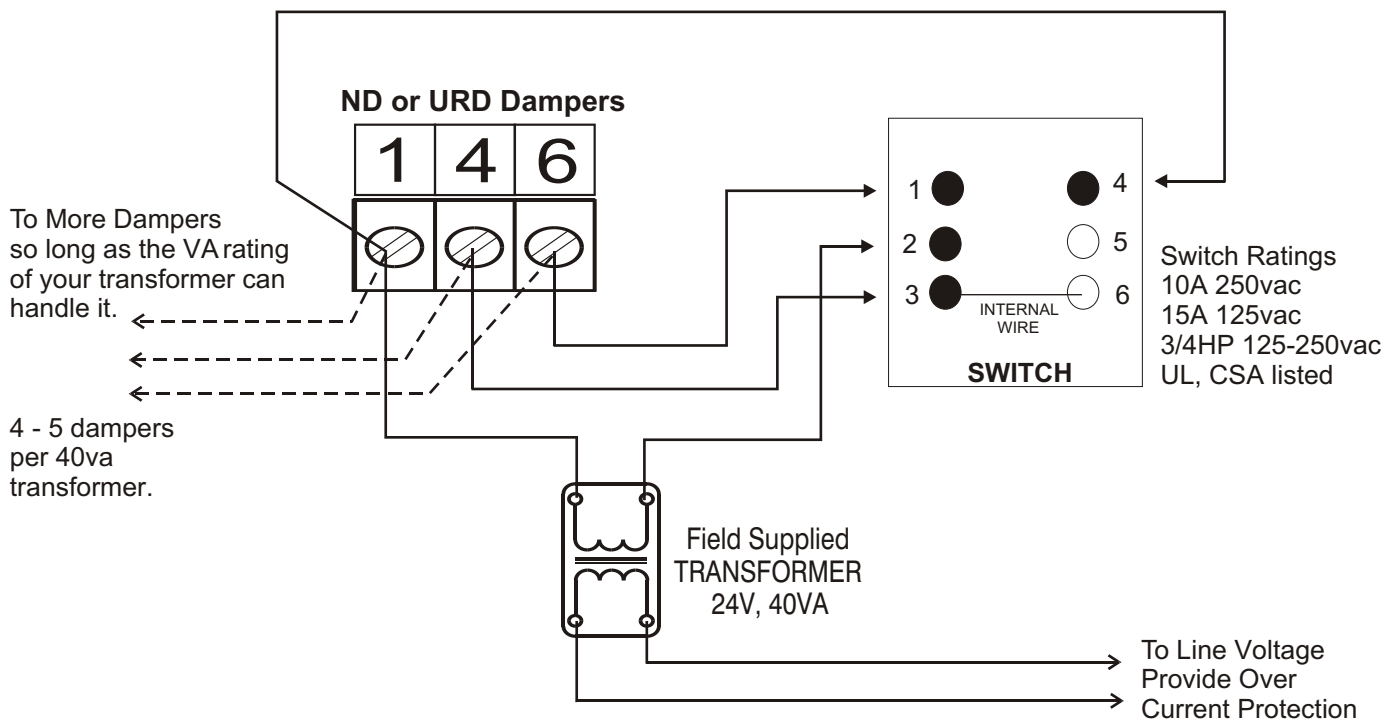 ND or URD Dampers
1 4 6
To More Dampers
so long as the VA rating
of your transformer can
handle it.
4 - 5 dampers
per 40va
transformer.
1
2
3
4
5
6
INTERNAL
WIRE
SWITCH
Switch Ratings
10A 250vac
15A 125vac
3/4HP 125-250vac
UL, CSA listed
Field Supplied
TRANSFORMER
24V, 40VA
To Line Voltage
Provide Over
Current Protection